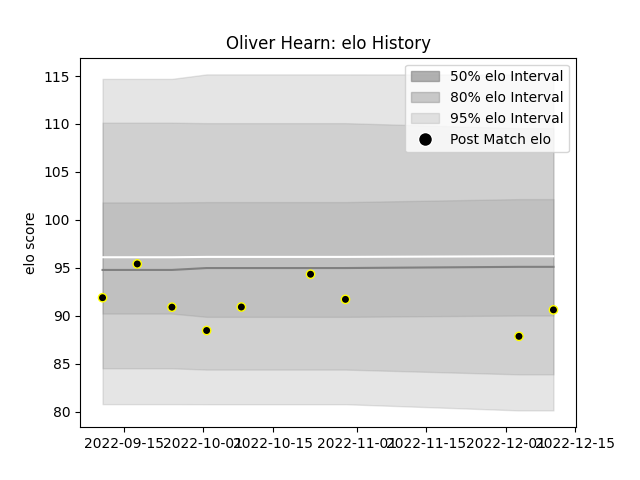 Oliver Hearn: elo History
115
110
105
100
95
90
85
80
elo score
50% elo Interval
80% elo Interval
95% elo Interval
Post Match elo
2022-09-15
2022-10-01
2022-10-15
2022-11-01
2022-11-15
2022-12-01
2022-12-15